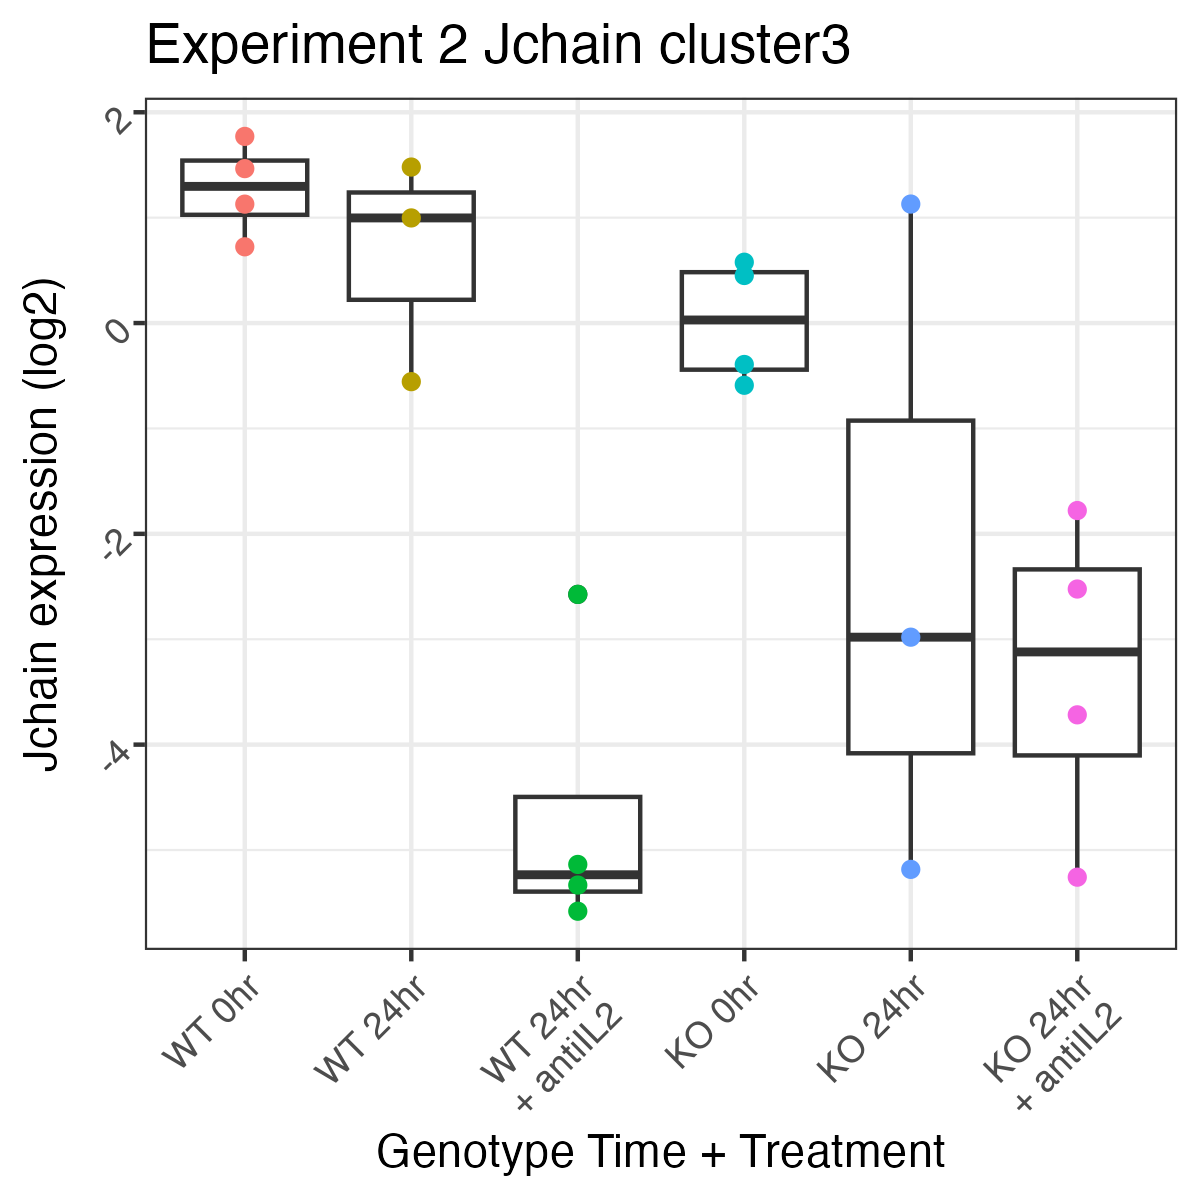 Experiment 2 Jchain cluster3
Jchain expression (log2)
2
0
-2
-4
WT 0hr
WT 24hr
WT 24hr
+ antiIL2
KO 0hr
KO 24hr
KO 24hr
+ antiIL2
Genotype Time + Treatment